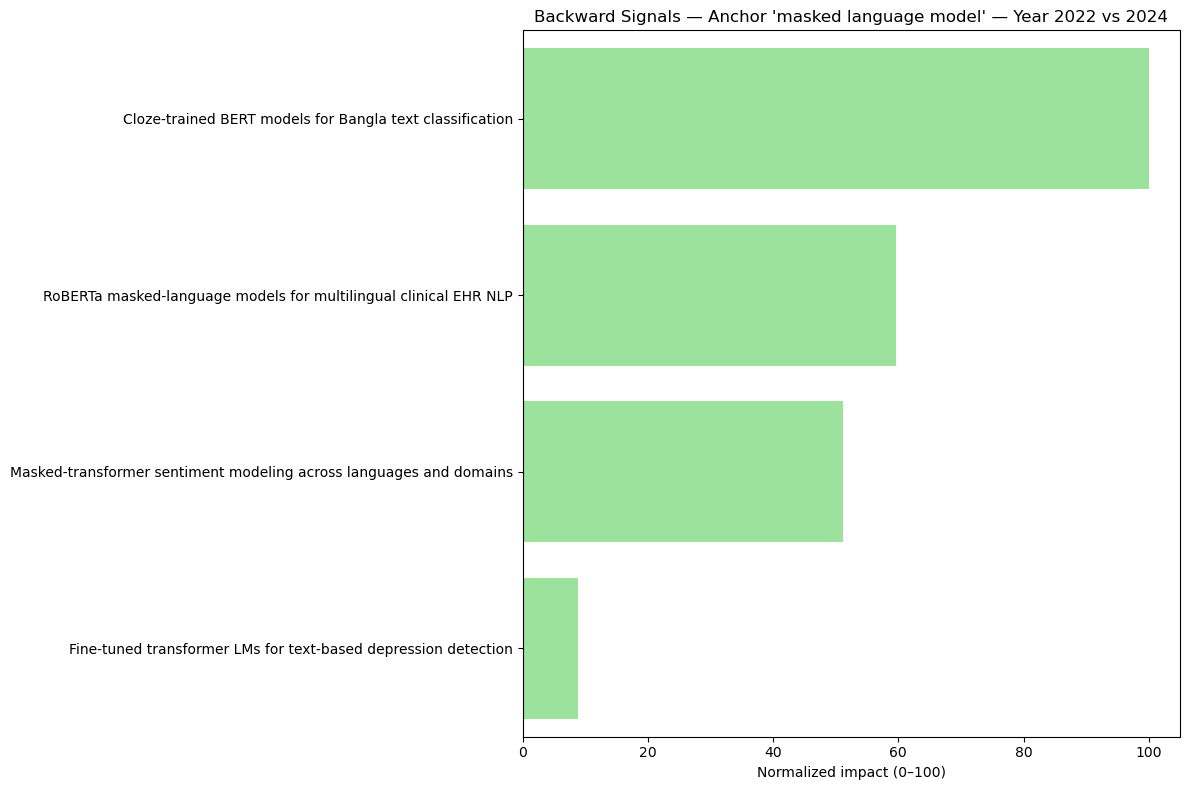 Backward Signals — Anchor 'masked language model' — Year 2022 vs 2024
Cloze-trained BERT models for Bangla text classification
RoBERTa masked-language models for multilingual clinical EHR NLP
Masked-transformer sentiment modeling across languages and domains
Fine-tuned transformer LMs for text-based depression detection
0 20 40 60 80 100
Normalized impact (0–100)